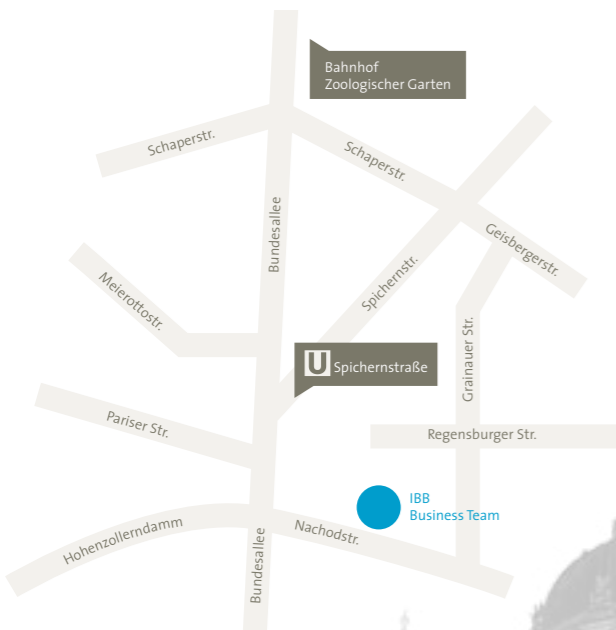 Bahnhof
Zoologischer Garten
Schaperstr.
Schaperstr.
Bundesallee
Geisbergerstr.
Spichernstr.
Meierottostr.
Grainauer Str.
U Spichernstraße
Pariser Str.
Regensburger Str.
IBB
Business Team
Hohenzollerndamm
Nachodstr.
Bundesallee